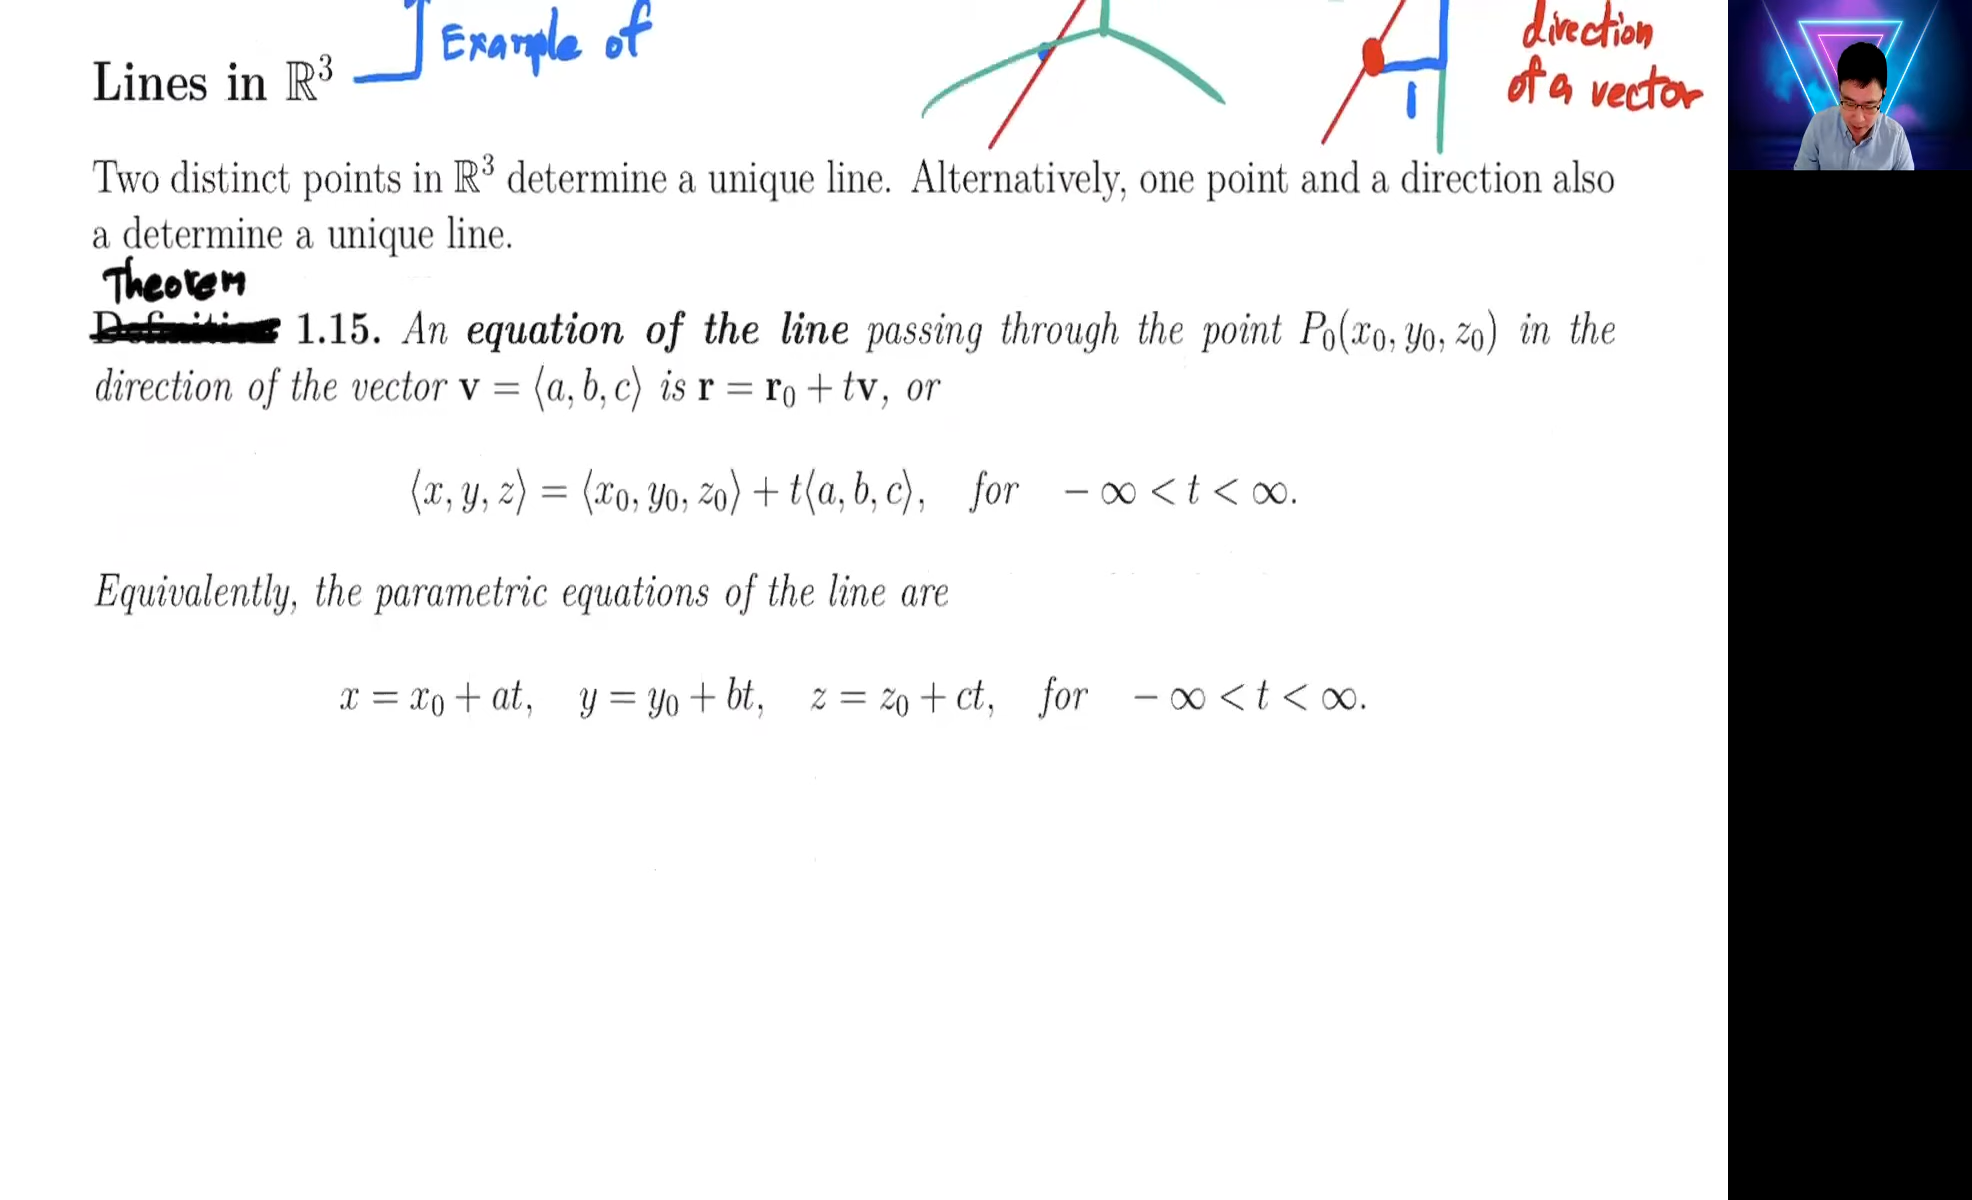 Example of
direction
of a vector
Lines in ℝ³
Two distinct points in ℝ³ determine a unique line. Alternatively, one point and a direction also
a determine a unique line.
Theorem
1.15. An equation of the line passing through the point P₀(x₀, y₀, z₀) in the
direction of the vector v = ⟨a, b, c⟩ is r = r₀ + tv, or
⟨x, y, z⟩ = ⟨x₀, y₀, z₀⟩ + t⟨a, b, c⟩, for − ∞ < t < ∞.
Equivalently, the parametric equations of the line are
x = x₀ + at, y = y₀ + bt, z = z₀ + ct, for − ∞ < t < ∞.